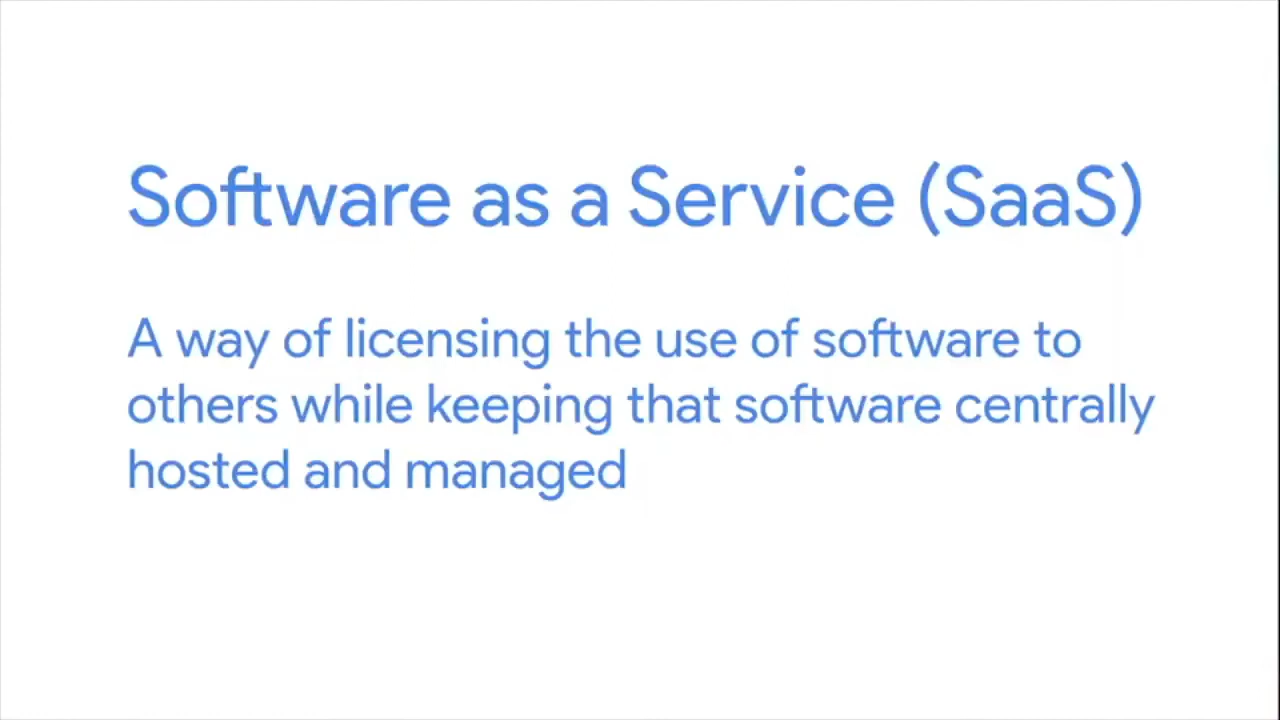 Software as a Service (SaaS)
A way of licensing the use of software to
others while keeping that software centrally
hosted and managed